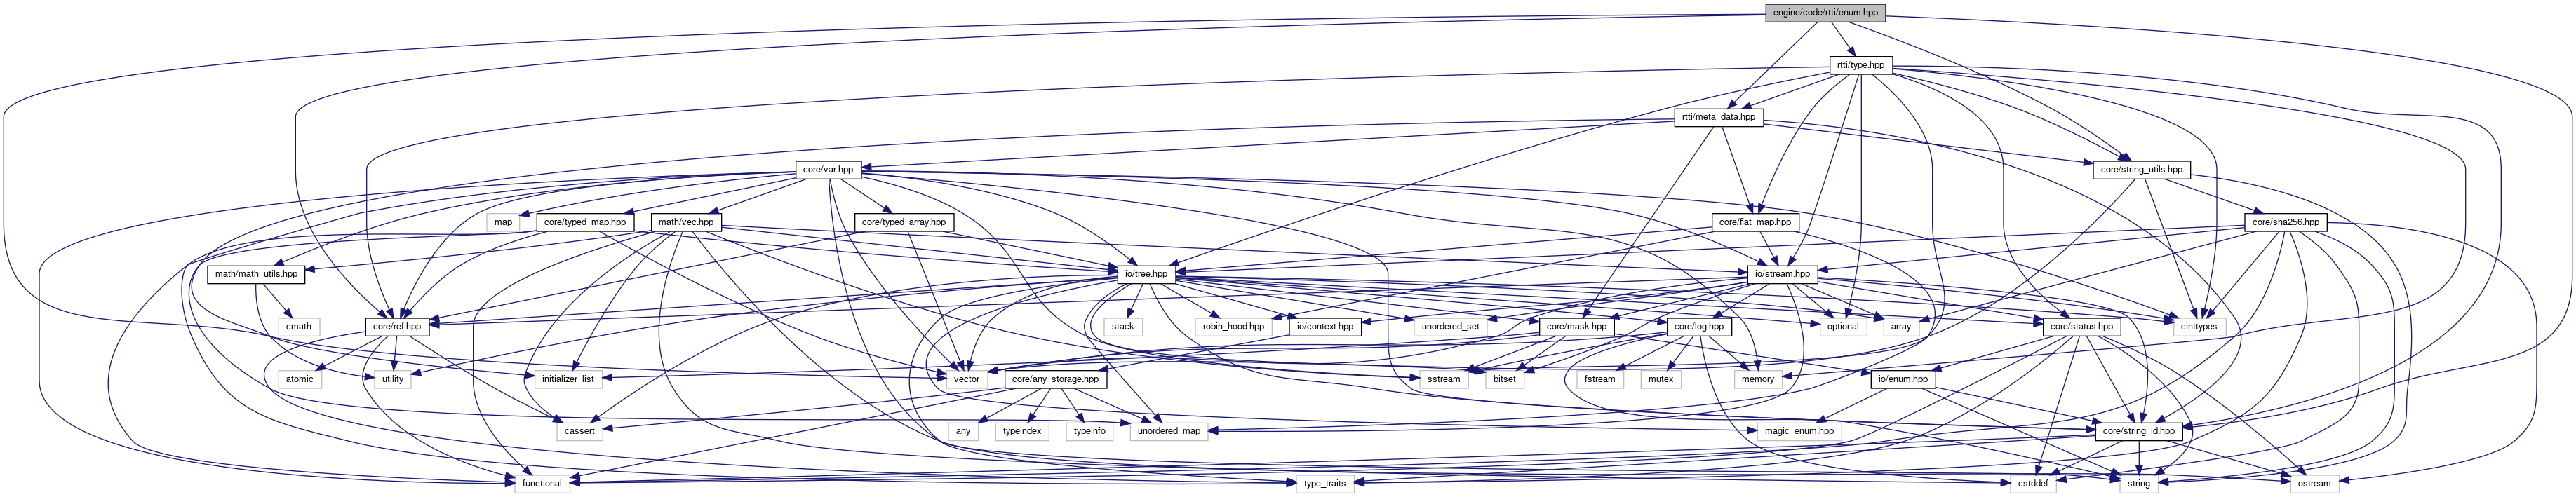 engine/code/rtti/enum.hpp
rtti/type.hpp
rtti/meta_data.hpp
core/var.hpp
core/string_utils.hpp
map
core/typed_map.hpp
math/vec.hpp
core/typed_array.hpp
core/flat_map.hpp
core/sha256.hpp
math/math_utils.hpp
io/tree.hpp
io/stream.hpp
cmath
core/ref.hpp
stack
robin_hood.hpp
io/context.hpp
unordered_set
core/mask.hpp
core/log.hpp
optional
array
core/status.hpp
cinttypes
atomic
utility
initializer_list
vector
core/any_storage.hpp
sstream
bitset
fstream
mutex
memory
io/enum.hpp
cassert
any
typeindex
typeinfo
unordered_map
magic_enum.hpp
core/string_id.hpp
functional
type_traits
cstddef
string
ostream